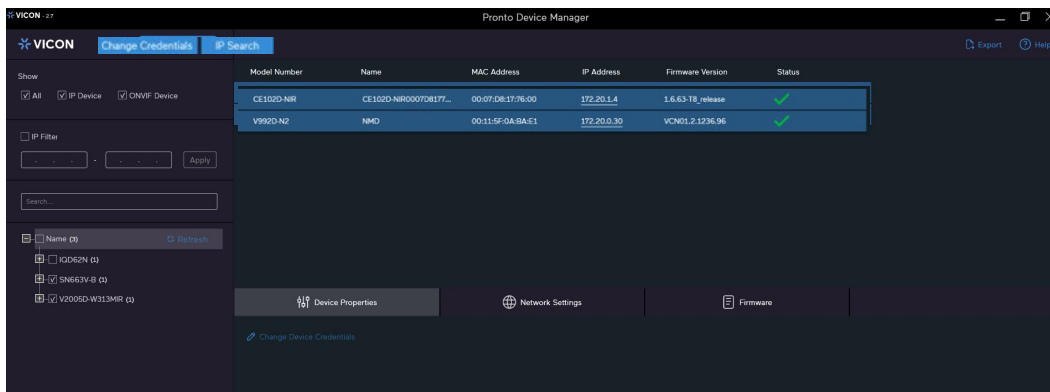 VICON - 2.7 Pronto Device Manager
VICON Change Credentials IP Search Export Help
Show
All IP Device ONVIF Device
IP Filter
. . . - . . . Apply
Search...
Name (3) Refresh
IQD62N (1)
SN663V-B (1)
V2005D-W313MIR (1)
Model Number Name MAC Address IP Address Firmware Version Status
CE102D-NIR CE102D-NIR0007D8177... 00:07:D8:17:76:00 172.20.1.4 1.6.63-T8_release
V992D-N2 NMD 00:11:5F:0A:BA:E1 172.20.0.30 VCN01.2.1236.96
Device Properties Network Settings Firmware
Change Device Credentials